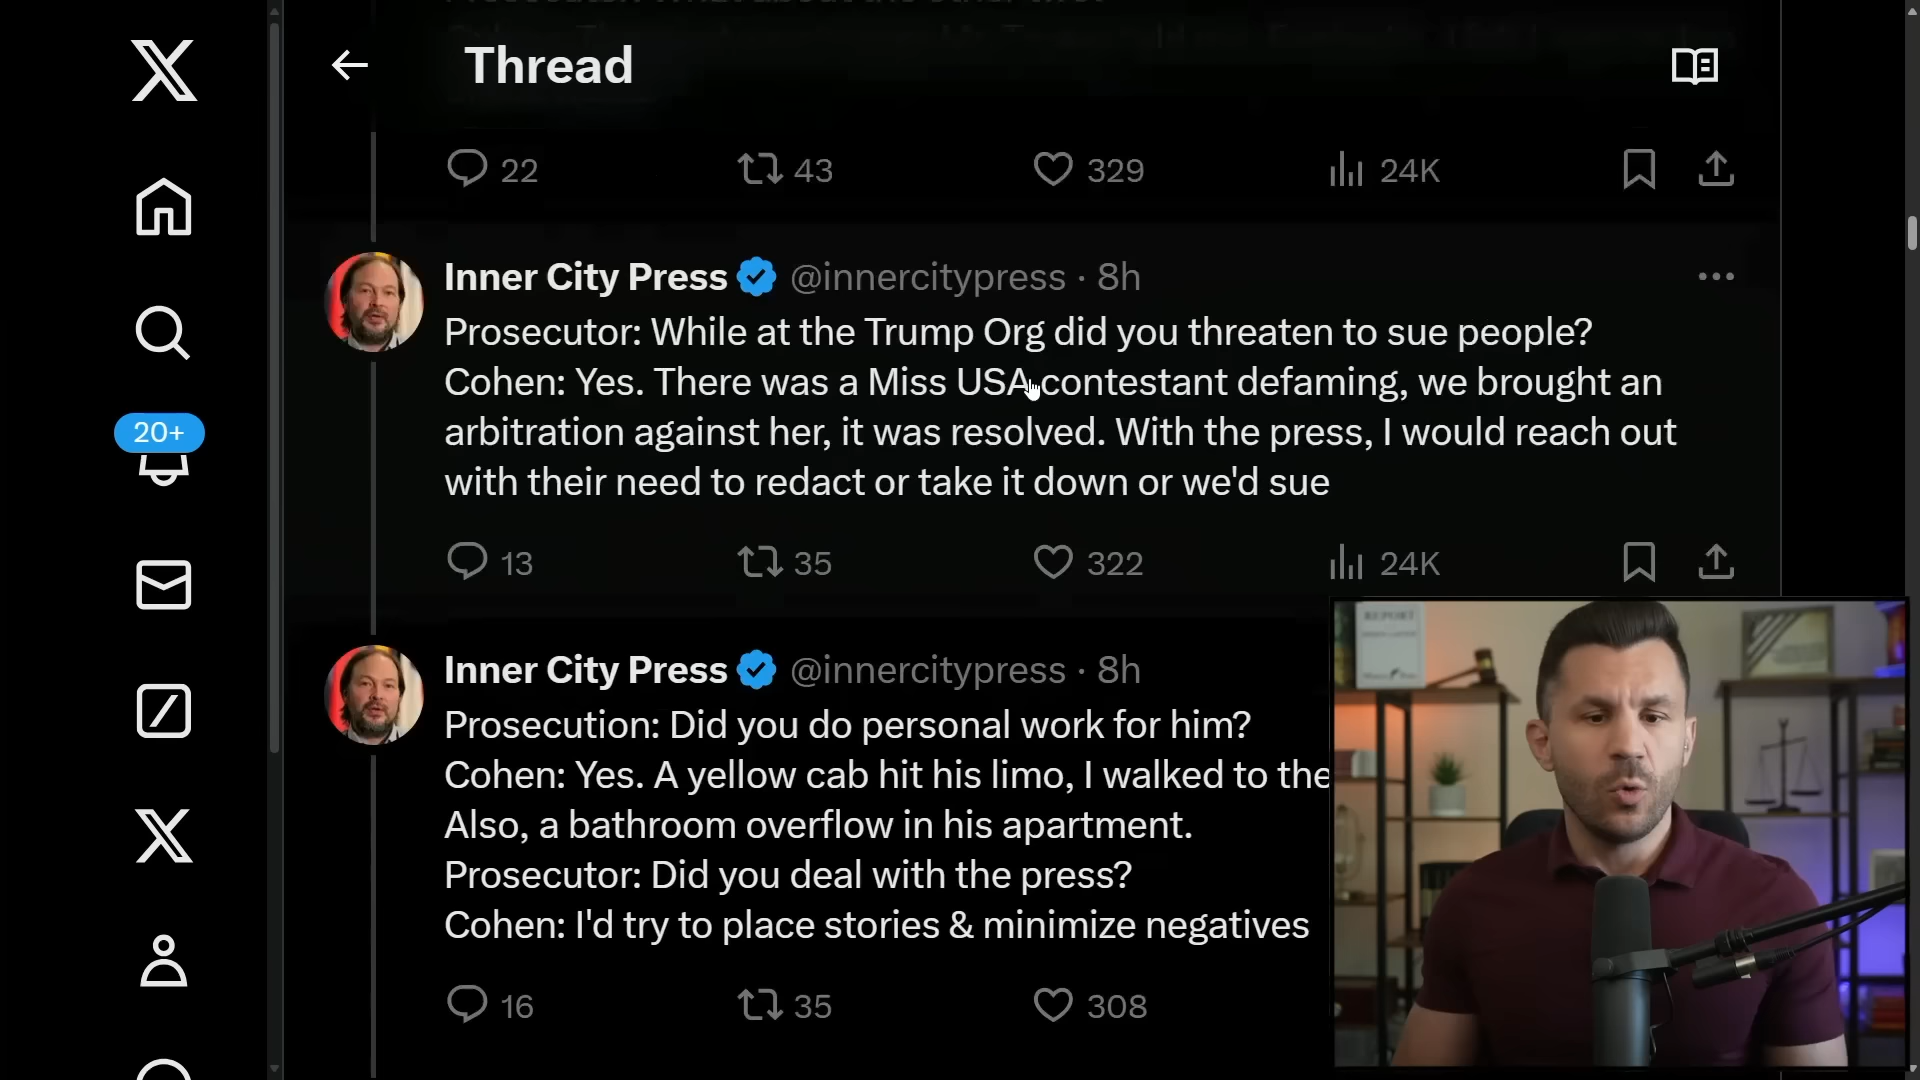 Thread
22 43 329 24K
Inner City Press @innercitypress · 8h
Prosecutor: While at the Trump Org did you threaten to sue people?
Cohen: Yes. There was a Miss USA contestant defaming, we brought an
arbitration against her, it was resolved. With the press, I would reach out
with their need to redact or take it down or we'd sue
20+
13 35 322 24K
Inner City Press @innercitypress · 8h
Prosecution: Did you do personal work for him?
Cohen: Yes. A yellow cab hit his limo, I walked to the
Also, a bathroom overflow in his apartment.
Prosecutor: Did you deal with the press?
Cohen: I'd try to place stories & minimize negatives
16 35 308
REPORT